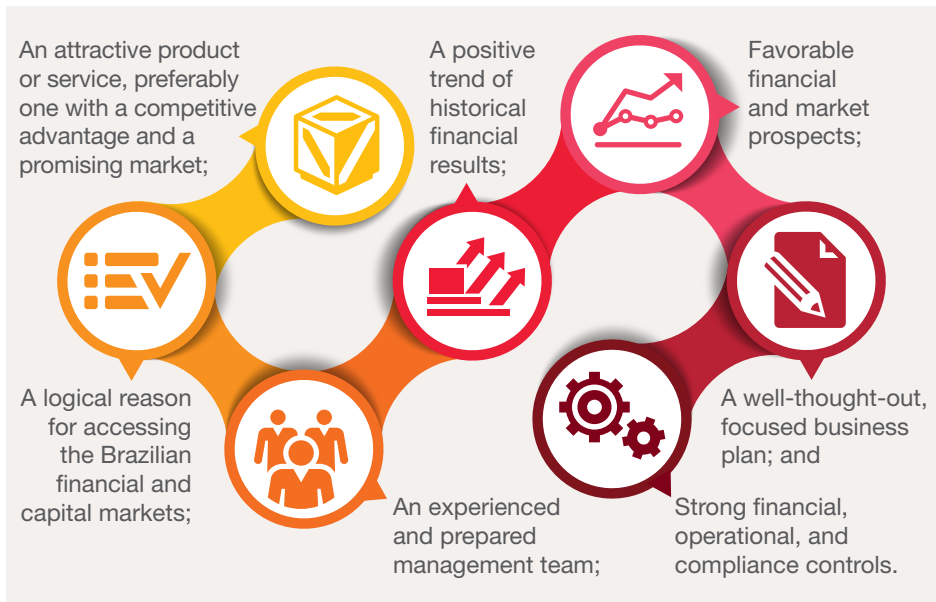 An attractive product
or service, preferably
one with a competitive
advantage and a
promising market;
A logical reason
for accessing
the Brazilian
financial and
capital markets;
An experienced
and prepared
management team;
A positive
trend of
historical
financial
results;
Favorable
financial
and market
prospects;
A well-thought-out,
focused business
plan; and
Strong financial,
operational, and
compliance controls.